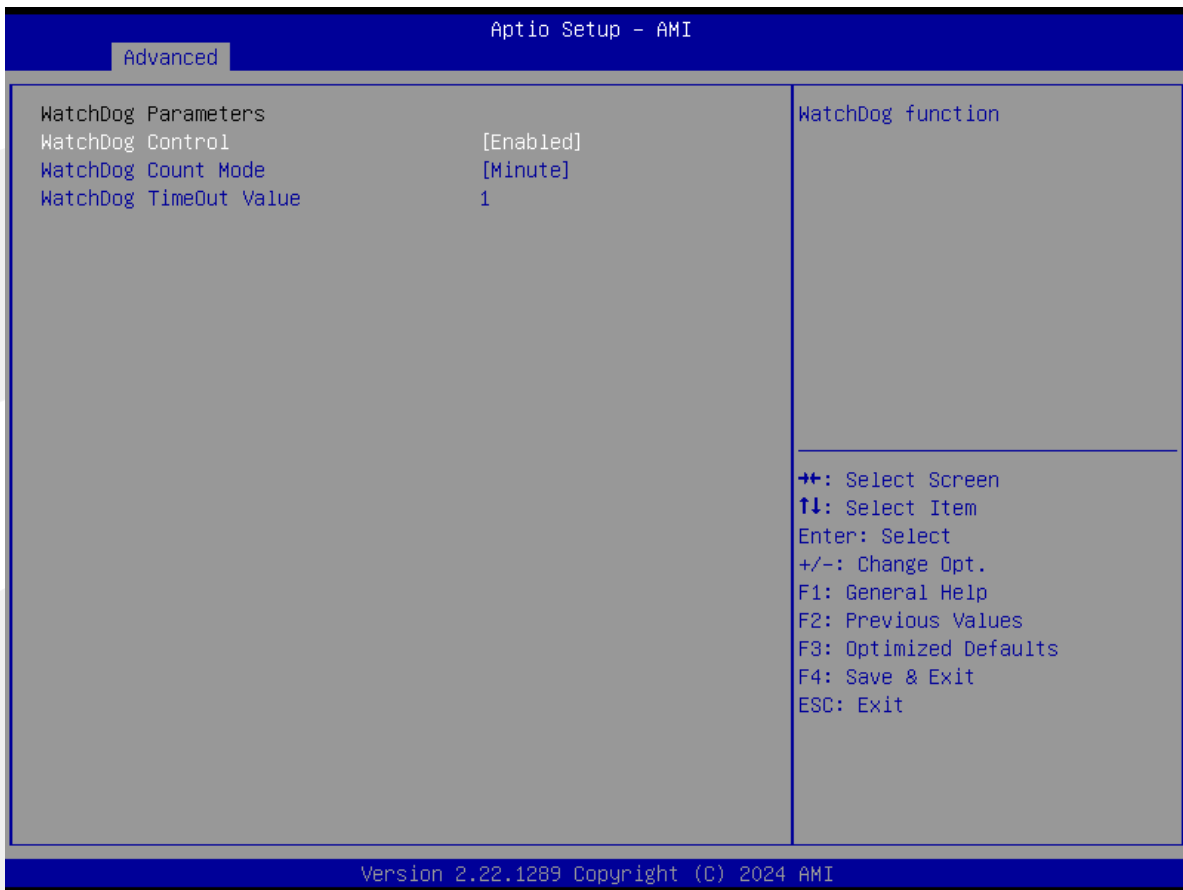 Aptio Setup – AMI
Advanced
WatchDog Parameters
WatchDog Control [Enabled]
WatchDog Count Mode [Minute]
WatchDog TimeOut Value 1
WatchDog function
→←: Select Screen
↑↓: Select Item
Enter: Select
+/-: Change Opt.
F1: General Help
F2: Previous Values
F3: Optimized Defaults
F4: Save & Exit
ESC: Exit
Version 2.22.1289 Copyright (C) 2024 AMI